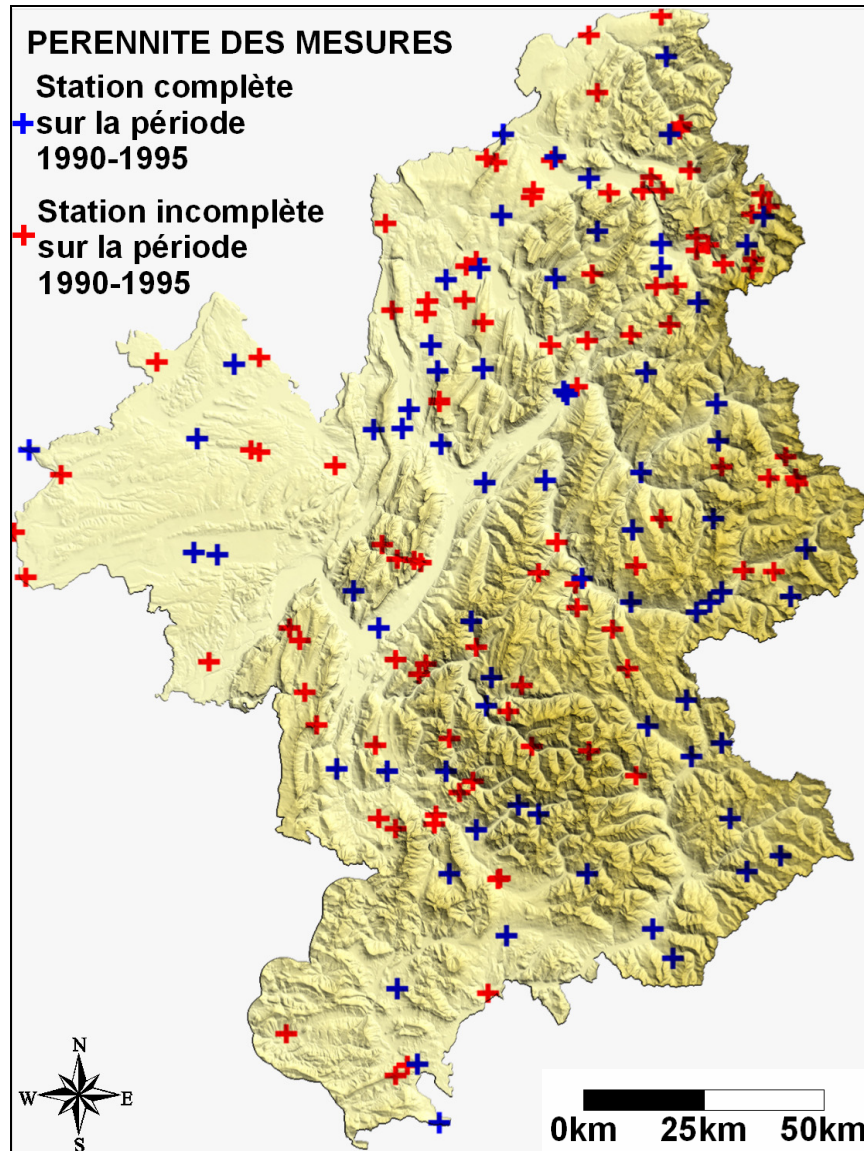 PERENNITE DES MESURES
Station complète
sur la période
1990-1995
Station incomplète
sur la période
1990-1995
N
W E
S
0km 25km 50km